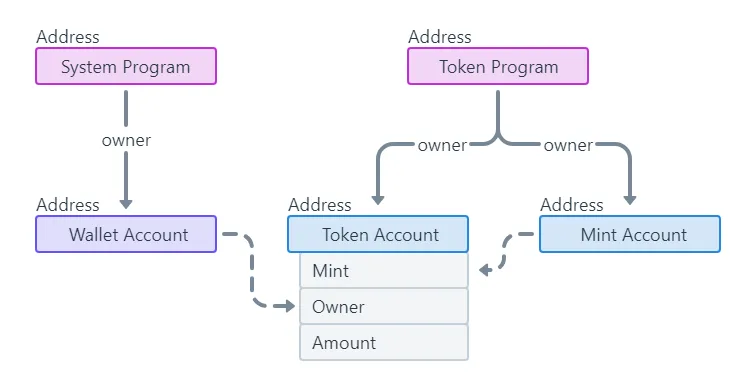 Address
System Program
owner
Address
Wallet Account
Address
Token Program
owner
owner
Address
Token Account
Mint
Owner
Amount
Address
Mint Account